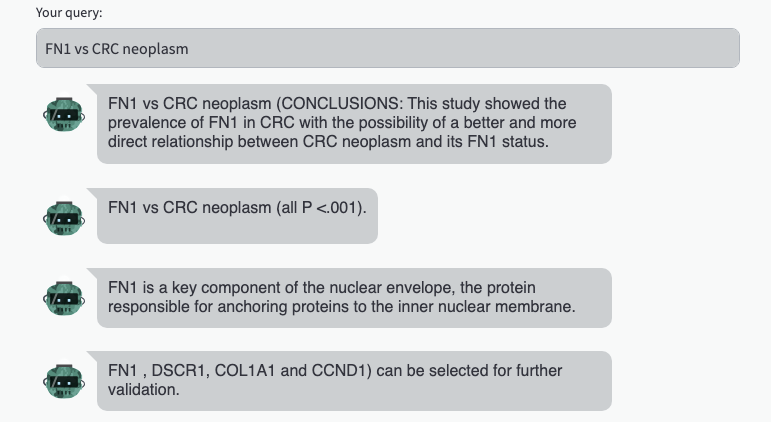 Your query:
FN1 vs CRC neoplasm
FN1 vs CRC neoplasm (CONCLUSIONS: This study showed the
prevalence of FN1 in CRC with the possibility of a better and more
direct relationship between CRC neoplasm and its FN1 status.
FN1 vs CRC neoplasm (all P <.001).
FN1 is a key component of the nuclear envelope, the protein
responsible for anchoring proteins to the inner nuclear membrane.
FN1 , DSCR1, COL1A1 and CCND1) can be selected for further
validation.